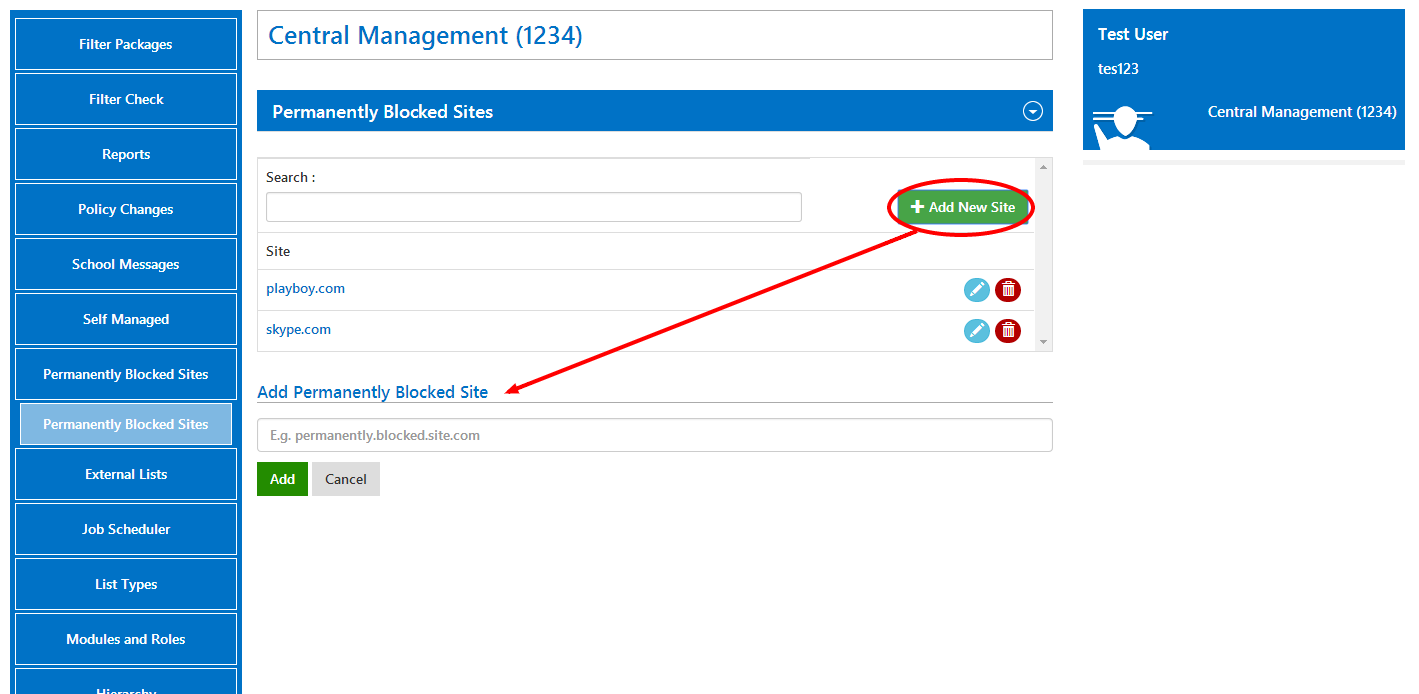 Filter Packages
Filter Check
Reports
Policy Changes
School Messages
Self Managed
Permanently Blocked Sites
Permanently Blocked Sites
External Lists
Job Scheduler
List Types
Modules and Roles
Hierarchy
Central Management (1234)
Permanently Blocked Sites
Search :
Add New Site
Site
playboy.com
skype.com
Add Permanently Blocked Site
E.g. permanently.blocked.site.com
Add Cancel
Test User
tes123
Central Management (1234)